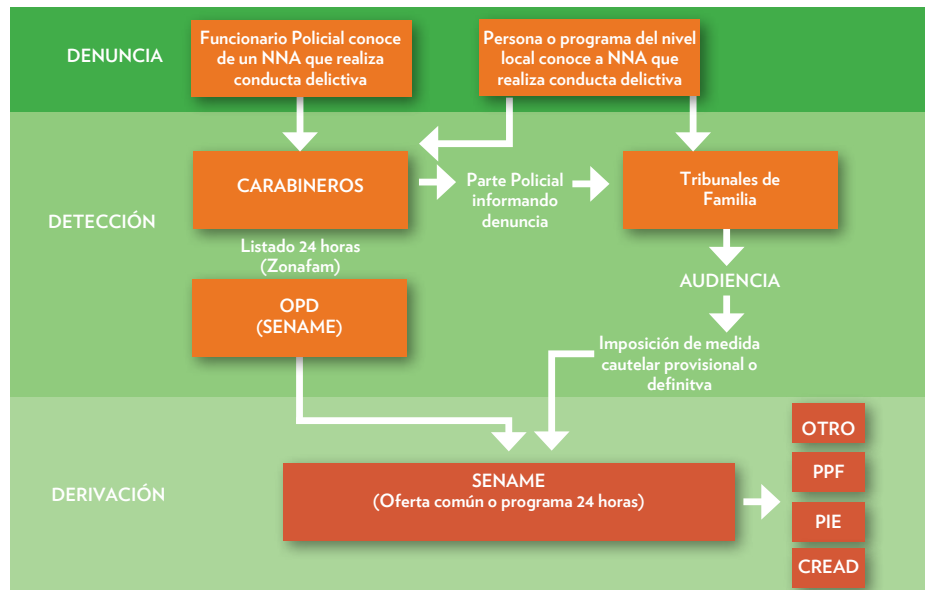 DENUNCIA
Funcionario Policial conoce
de un NNA que realiza
conducta delictiva
Persona o programa del nivel
local conoce a NNA que
realiza conducta delictiva
DETECCIÓN
CARABINEROS
Parte Policial
informando
denuncia
Tribunales de
Familia
Listado 24 horas
(Zonafam)
OPD
(SENAME)
AUDIENCIA
Imposición de medida
cautelar provisional o
definitva
DERIVACIÓN
SENAME
(Oferta común o programa 24 horas)
OTRO
PPF
PIE
CREAD